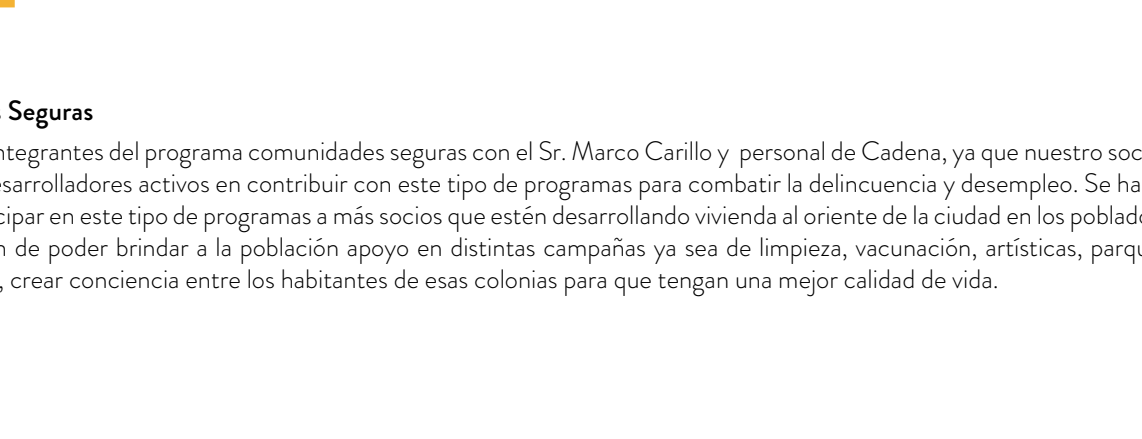 Seguras
ntegrantes del programa comunidades seguras con el Sr. Marco Carillo y personal de Cadena, ya que nuestro soc
esarrolladores activos en contribuir con este tipo de programas para combatir la delincuencia y desempleo. Se ha
cipar en este tipo de programas a más socios que estén desarrollando vivienda al oriente de la ciudad en los poblado
n de poder brindar a la población apoyo en distintas campañas ya sea de limpieza, vacunación, artísticas, parqu
, crear conciencia entre los habitantes de esas colonias para que tengan una mejor calidad de vida.